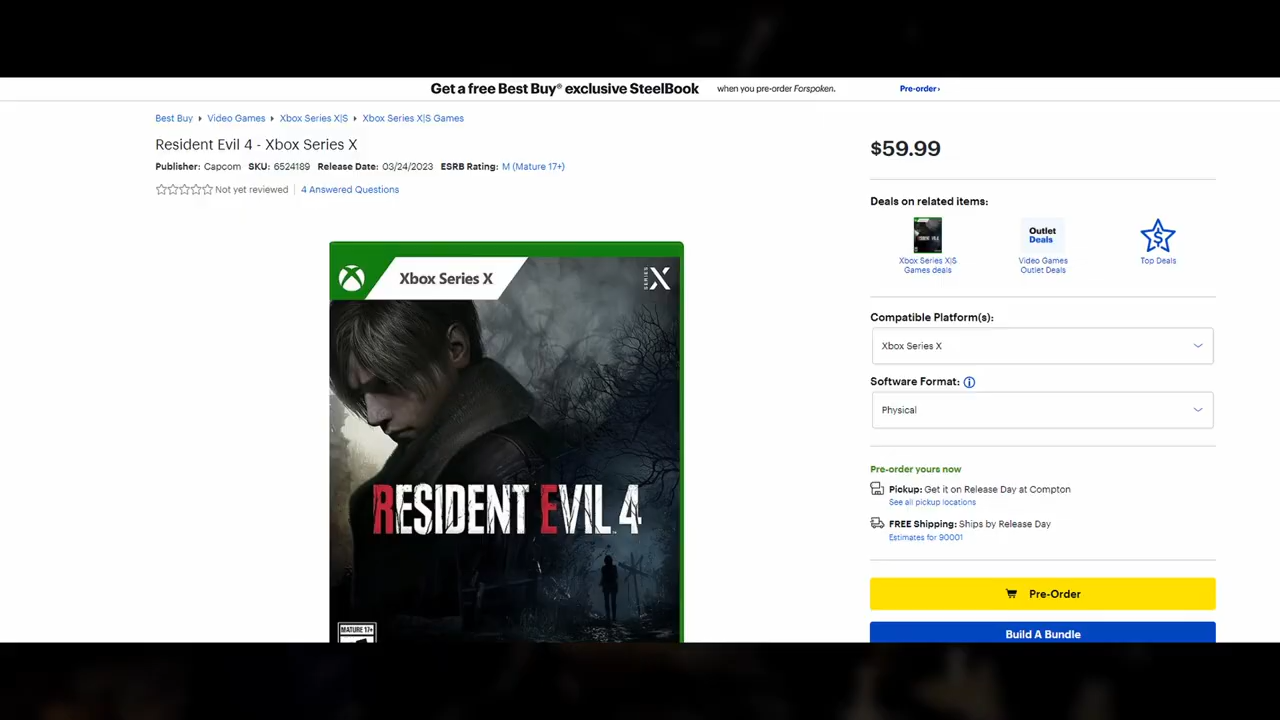 Get a free Best Buy® exclusive SteelBook when you pre-order Forspoken. Pre-order ›
Best Buy ▸ Video Games ▸ Xbox Series X|S ▸ Xbox Series X|S Games
Resident Evil 4 - Xbox Series X
Publisher: Capcom SKU: 6524189 Release Date: 03/24/2023 ESRB Rating: M (Mature 17+)
Not yet reviewed | 4 Answered Questions
Xbox Series X
SERIES X
RESIDENT EVIL 4
MATURE 17+
$59.99
Deals on related items:
Xbox Series X|S
Games deals
Outlet
Deals
Video Games
Outlet Deals
Top Deals
Compatible Platform(s):
Xbox Series X
Software Format:
Physical
Pre-order yours now
Pickup: Get it on Release Day at Compton
See all pickup locations
FREE Shipping: Ships by Release Day
Estimates for 90001
Pre-Order
Build A Bundle